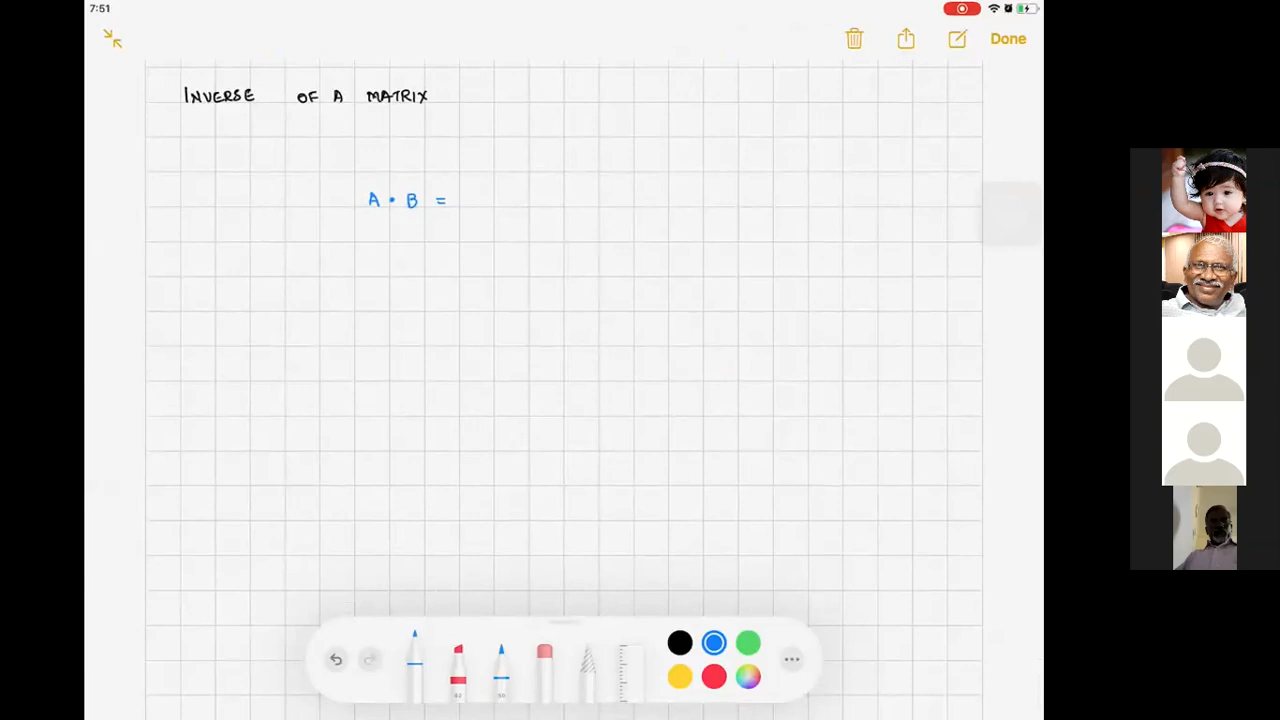 7:51
Done
INVERSE OF A MATRIX
A • B =